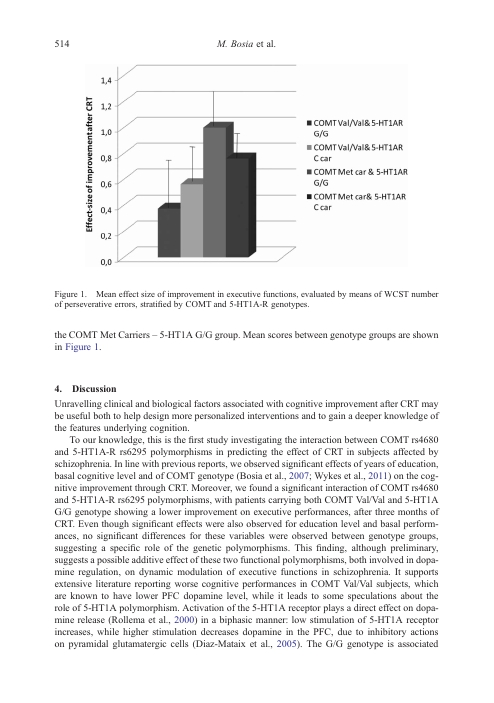 514
M. Bosia et al.
1,4
1,2
1,0
0,8
0,6
0,4
0,2
0,0
Effect-size of improvement after CRT
COMT Val/Val& 5-HT1AR
G/G
COMT Val/Val& 5-HT1AR
C car
COMT Met car & 5-HT1AR
G/G
COMT Met car& 5-HT1AR
C car
Figure 1. Mean effect size of improvement in executive functions, evaluated by means of WCST number
of perseverative errors, stratified by COMT and 5-HT1A-R genotypes.
the COMT Met Carriers – 5-HT1A G/G group. Mean scores between genotype groups are shown
in Figure 1.
4. Discussion
Unravelling clinical and biological factors associated with cognitive improvement after CRT may
be useful both to help design more personalized interventions and to gain a deeper knowledge of
the features underlying cognition.
To our knowledge, this is the first study investigating the interaction between COMT rs4680
and 5-HT1A-R rs6295 polymorphisms in predicting the effect of CRT in subjects affected by
schizophrenia. In line with previous reports, we observed significant effects of years of education,
basal cognitive level and of COMT genotype (Bosia et al., 2007; Wykes et al., 2011) on the cog-
nitive improvement through CRT. Moreover, we found a significant interaction of COMT rs4680
and 5-HT1A-R rs6295 polymorphisms, with patients carrying both COMT Val/Val and 5-HT1A
G/G genotype showing a lower improvement on executive performances, after three months of
CRT. Even though significant effects were also observed for education level and basal perform-
ances, no significant differences for these variables were observed between genotype groups,
suggesting a specific role of the genetic polymorphisms. This finding, although preliminary,
suggests a possible additive effect of these two functional polymorphisms, both involved in dopa-
mine regulation, on dynamic modulation of executive functions in schizophrenia. It supports
extensive literature reporting worse cognitive performances in COMT Val/Val subjects, which
are known to have lower PFC dopamine level, while it leads to some speculations about the
role of 5-HT1A polymorphism. Activation of the 5-HT1A receptor plays a direct effect on dopa-
mine release (Rollema et al., 2000) in a biphasic manner: low stimulation of 5-HT1A receptor
increases, while higher stimulation decreases dopamine in the PFC, due to inhibitory actions
on pyramidal glutamatergic cells (Diaz-Mataix et al., 2005). The G/G genotype is associated